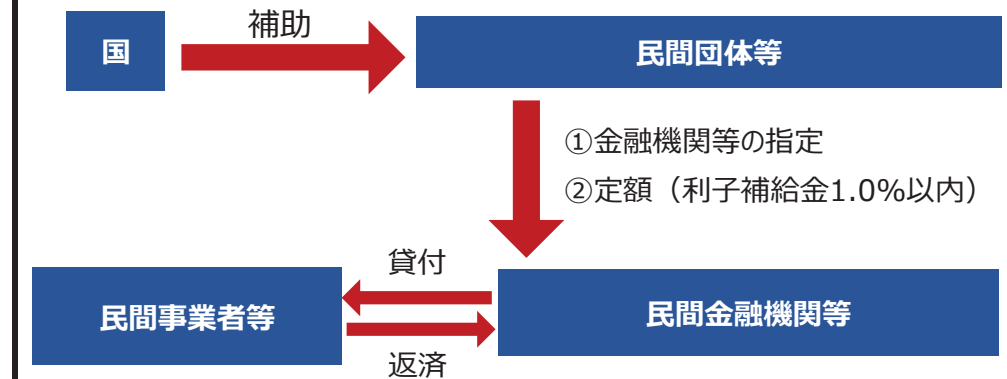 国
補助
民間団体等
①金融機関等の指定
②定額（利子補給金1.0%以内）
貸付
民間事業者等
民間金融機関等
返済